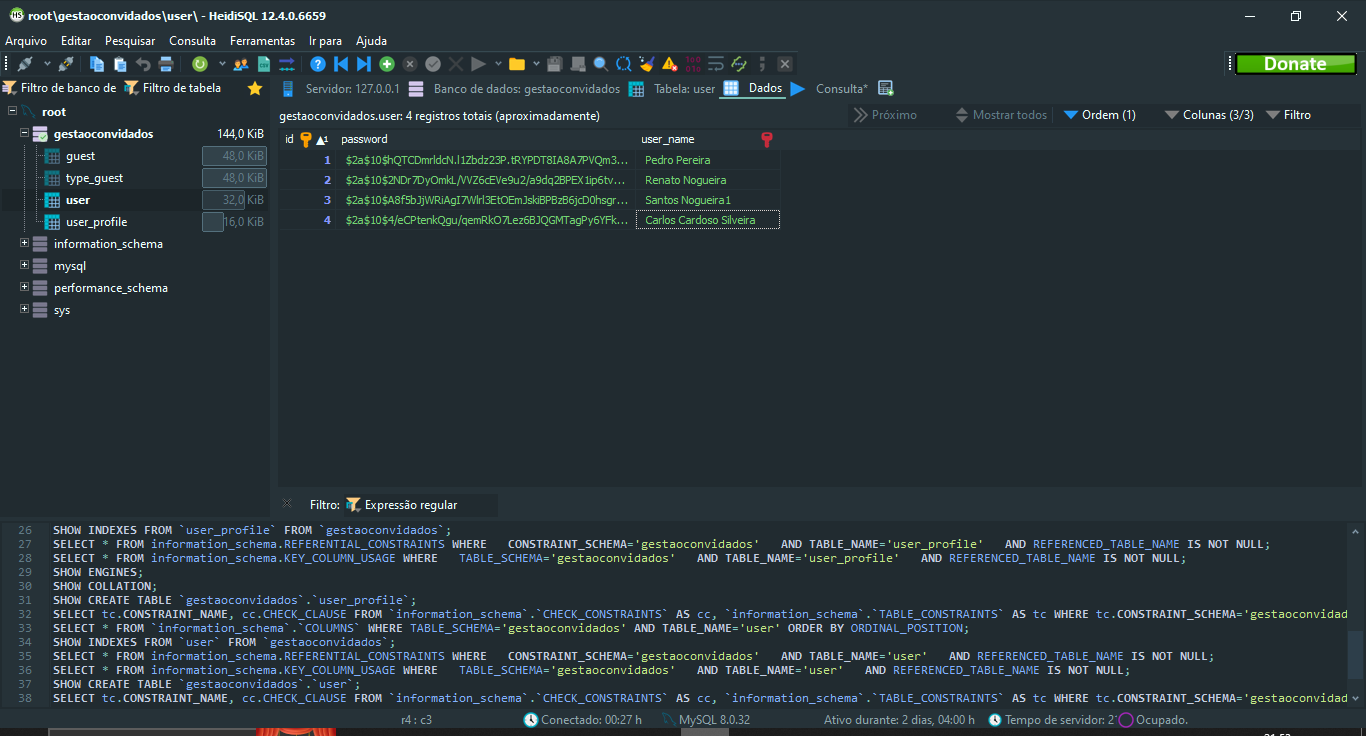 root\gestaoconvidados\user\ - HeidiSQL 12.4.0.6659
Arquivo Editar Pesquisar Consulta Ferramentas Ir para Ajuda
Donate
Filtro de banco de Filtro de tabela
Servidor: 127.0.0.1 Banco de dados: gestaoconvidados Tabela: user Dados Consulta*
root
gestaoconvidados 144,0 KiB
guest 48,0 KiB
type_guest 48,0 KiB
user 32,0 KiB
user_profile 16,0 KiB
information_schema
mysql
performance_schema
sys
gestaoconvidados.user: 4 registros totais (aproximadamente) Próximo Mostrar todos Ordem (1) Colunas (3/3) Filtro
id 1 password user_name
1 $2a$10$hQTCDmrldcN.l1Zbdz23P.tRYPDT8IA8A7PVQm3... Pedro Pereira
2 $2a$10$2NDr7DyOmkL/VVZ6cEVe9u2/a9dq2BPEX1ip6tv... Renato Nogueira
3 $2a$10$A8f5bJjWRiAgI7Wlrl3EtOEmJskiBPBzB6jcD0hsgr... Santos Nogueira1
4 $2a$10$4/eCPtenkQgu/qemRkO7Lez6BJQGMTagPy6YFk... Carlos Cardoso Silveira
Filtro: Expressão regular
26 SHOW INDEXES FROM `user_profile` FROM `gestaoconvidados`;
27 SELECT * FROM information_schema.REFERENTIAL_CONSTRAINTS WHERE CONSTRAINT_SCHEMA='gestaoconvidados' AND TABLE_NAME='user_profile' AND REFERENCED_TABLE_NAME IS NOT NULL;
28 SELECT * FROM information_schema.KEY_COLUMN_USAGE WHERE TABLE_SCHEMA='gestaoconvidados' AND TABLE_NAME='user_profile' AND REFERENCED_TABLE_NAME IS NOT NULL;
29 SHOW ENGINES;
30 SHOW COLLATION;
31 SHOW CREATE TABLE `gestaoconvidados`.`user_profile`;
32 SELECT tc.CONSTRAINT_NAME, cc.CHECK_CLAUSE FROM `information_schema`.`CHECK_CONSTRAINTS` AS cc, `information_schema`.`TABLE_CONSTRAINTS` AS tc WHERE tc.CONSTRAINT_SCHEMA='gestaoconvidad
33 SELECT * FROM `information_schema`.`COLUMNS` WHERE TABLE_SCHEMA='gestaoconvidados' AND TABLE_NAME='user' ORDER BY ORDINAL_POSITION;
34 SHOW INDEXES FROM `user` FROM `gestaoconvidados`;
35 SELECT * FROM information_schema.REFERENTIAL_CONSTRAINTS WHERE CONSTRAINT_SCHEMA='gestaoconvidados' AND TABLE_NAME='user' AND REFERENCED_TABLE_NAME IS NOT NULL;
36 SELECT * FROM information_schema.KEY_COLUMN_USAGE WHERE TABLE_SCHEMA='gestaoconvidados' AND TABLE_NAME='user' AND REFERENCED_TABLE_NAME IS NOT NULL;
37 SHOW CREATE TABLE `gestaoconvidados`.`user`;
38 SELECT tc.CONSTRAINT_NAME, cc.CHECK_CLAUSE FROM `information_schema`.`CHECK_CONSTRAINTS` AS cc, `information_schema`.`TABLE_CONSTRAINTS` AS tc WHERE tc.CONSTRAINT_SCHEMA='gestaoconvidad
r4 : c3 Conectado: 00:27 h MySQL 8.0.32 Ativo durante: 2 dias, 04:00 h Tempo de servidor: 2 Ocupado.